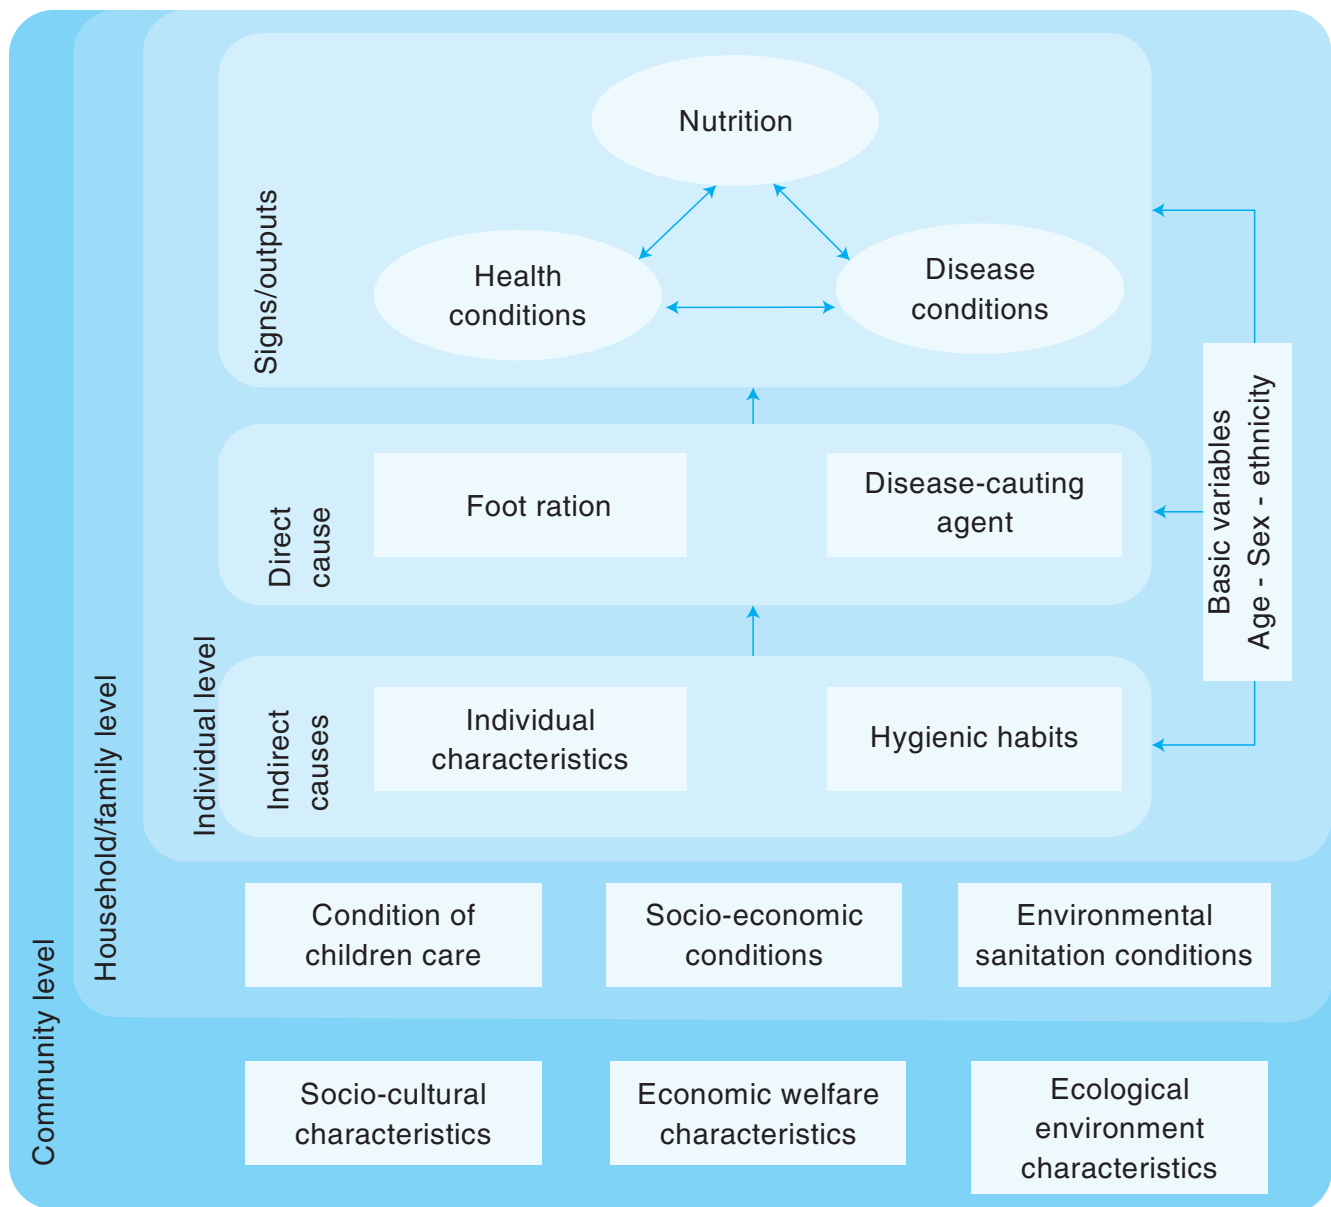 Nutrition
Health
conditions
Disease
conditions
Signs/outputs
Foot ration
Disease-cauting
agent
Direct
cause
Basic variables
Age - Sex - ethnicity
Individual
characteristics
Hygienic habits
Indirect
causes
Individual level
Condition of
children care
Socio-economic
conditions
Environmental
sanitation conditions
Household/family level
Socio-cultural
characteristics
Economic welfare
characteristics
Ecological
environment
characteristics
Community level